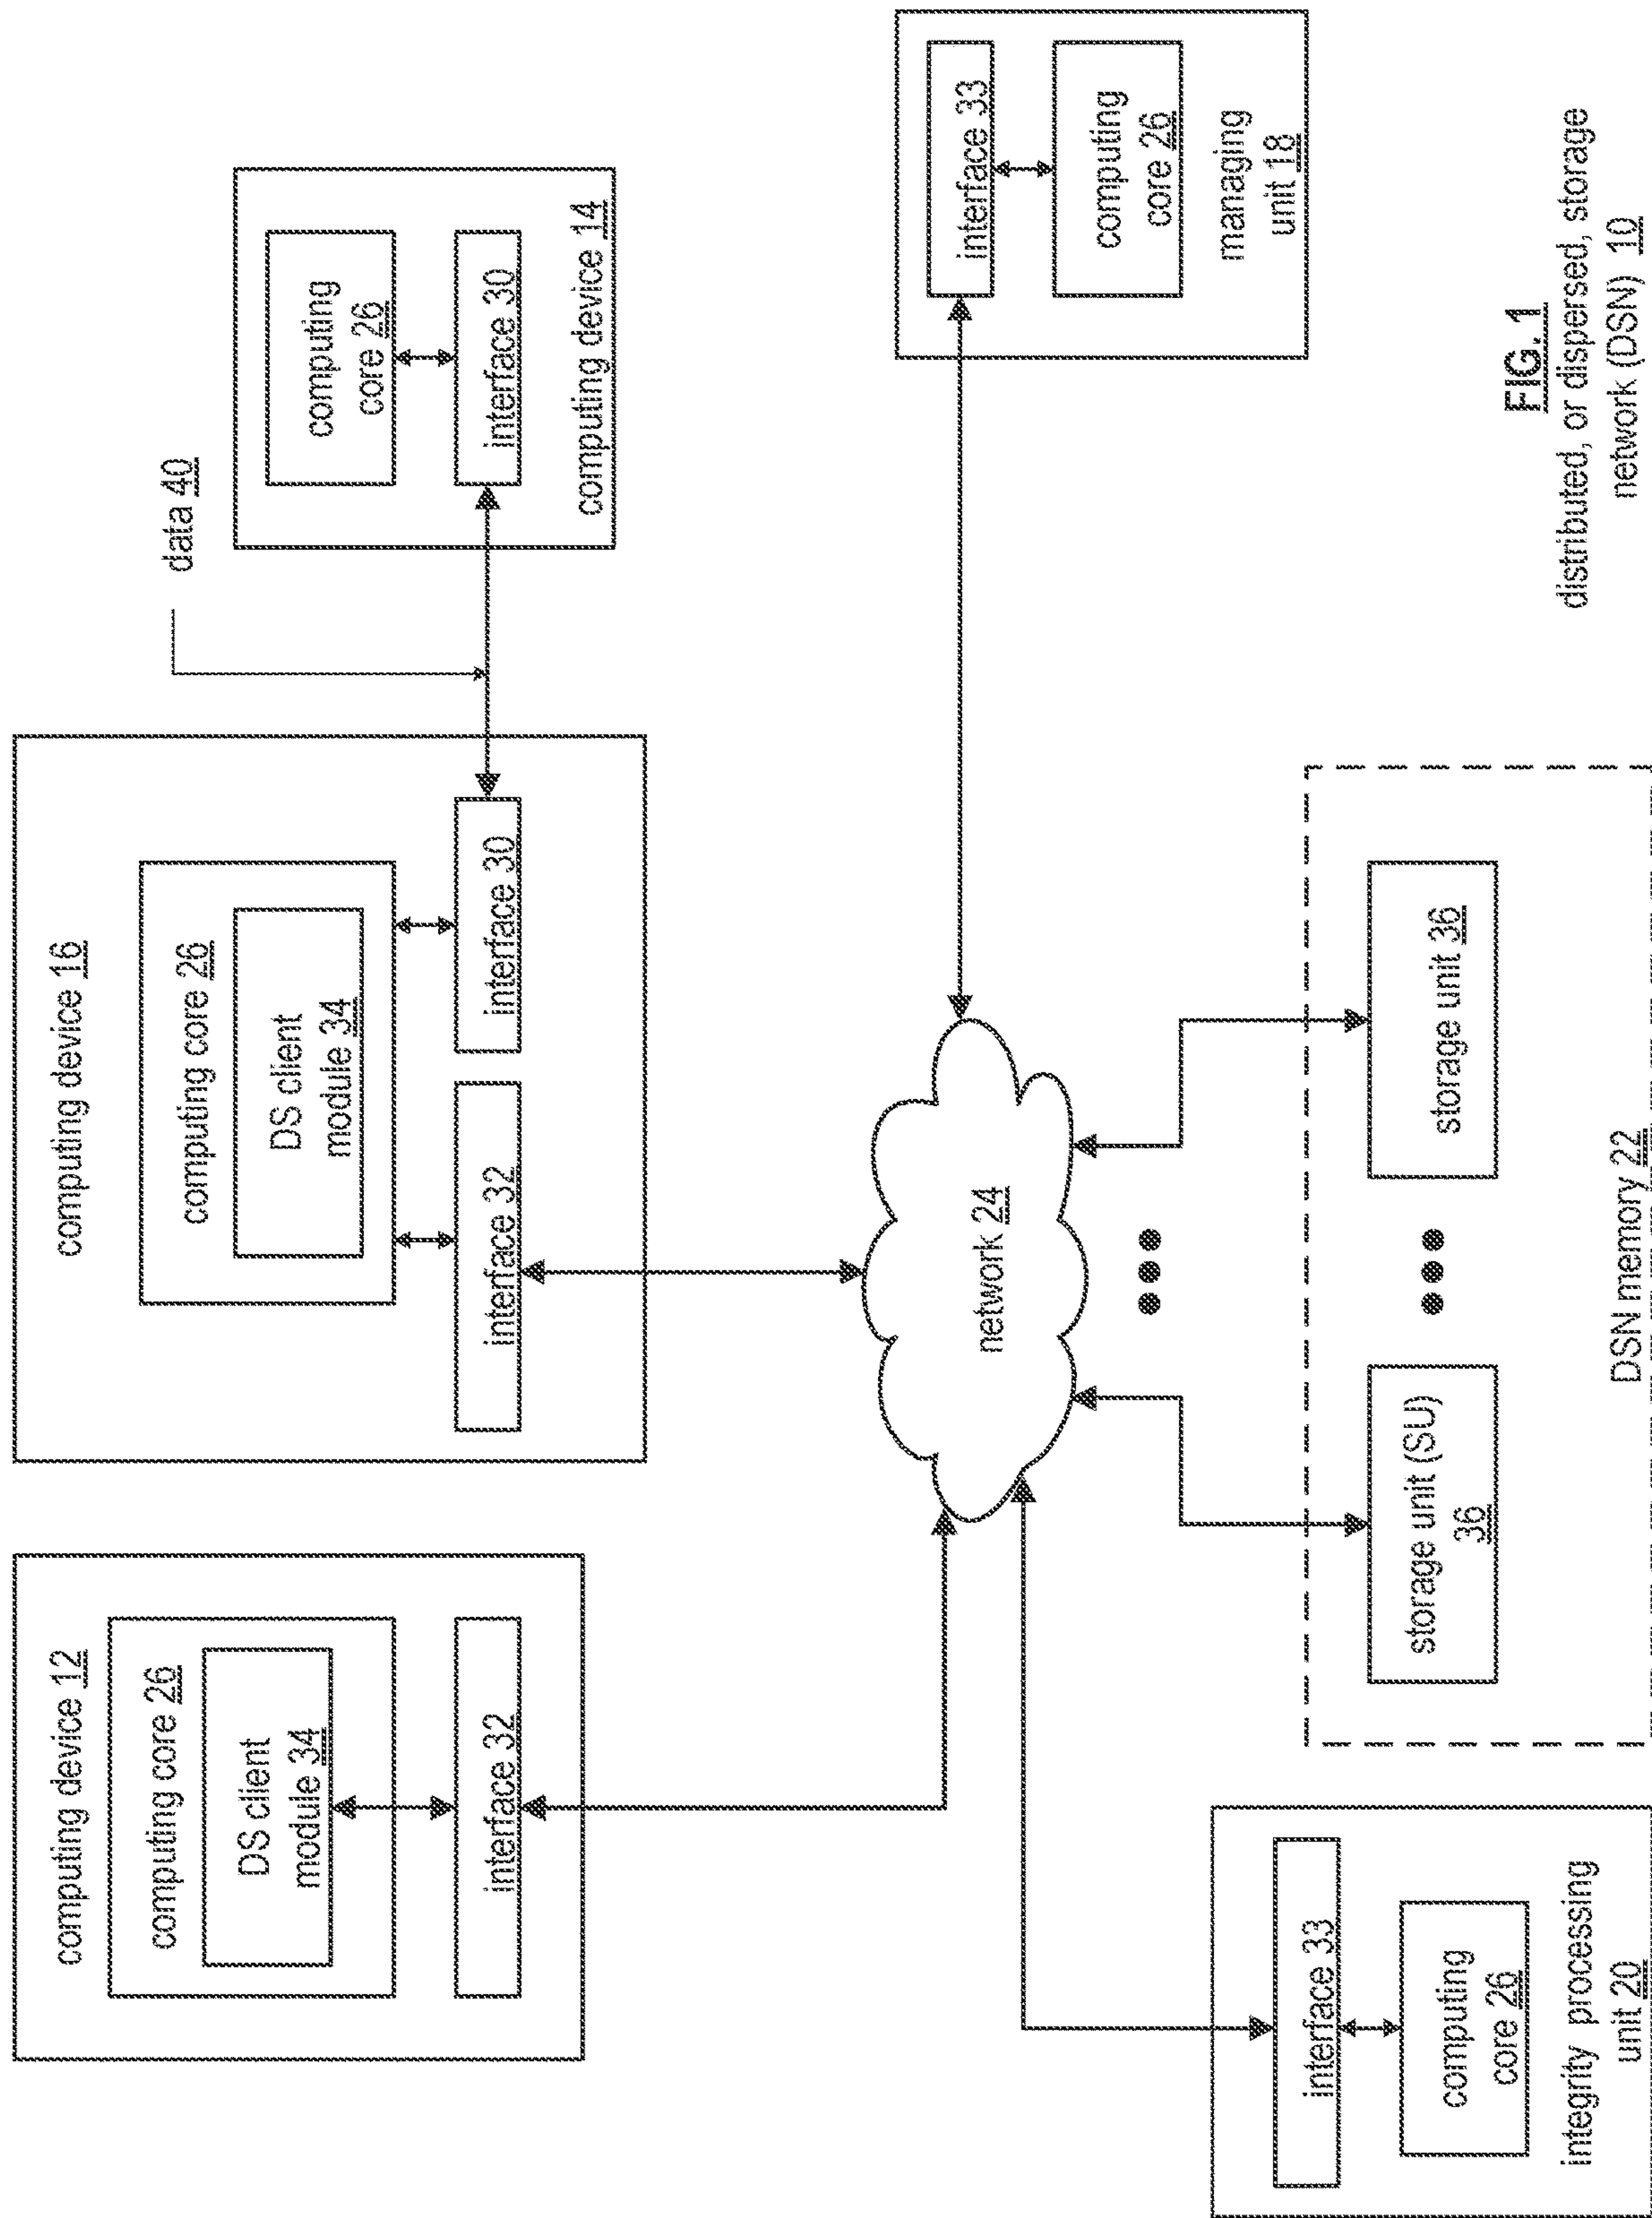 computing device 12
computing core 26
DS client
module 34
interface 32
computing device 16
computing core 26
DS client
module 34
interface 32
interface 30
data 40
computing
core 26
interface 30
computing device 14
network 24
interface 33
computing
core 26
managing
unit 18
interface 33
computing
core 26
integrity processing
unit 20
storage unit (SU)
36
storage unit 36
DSN memory 22
FIG. 1
distributed, or dispersed, storage
network (DSN) 10